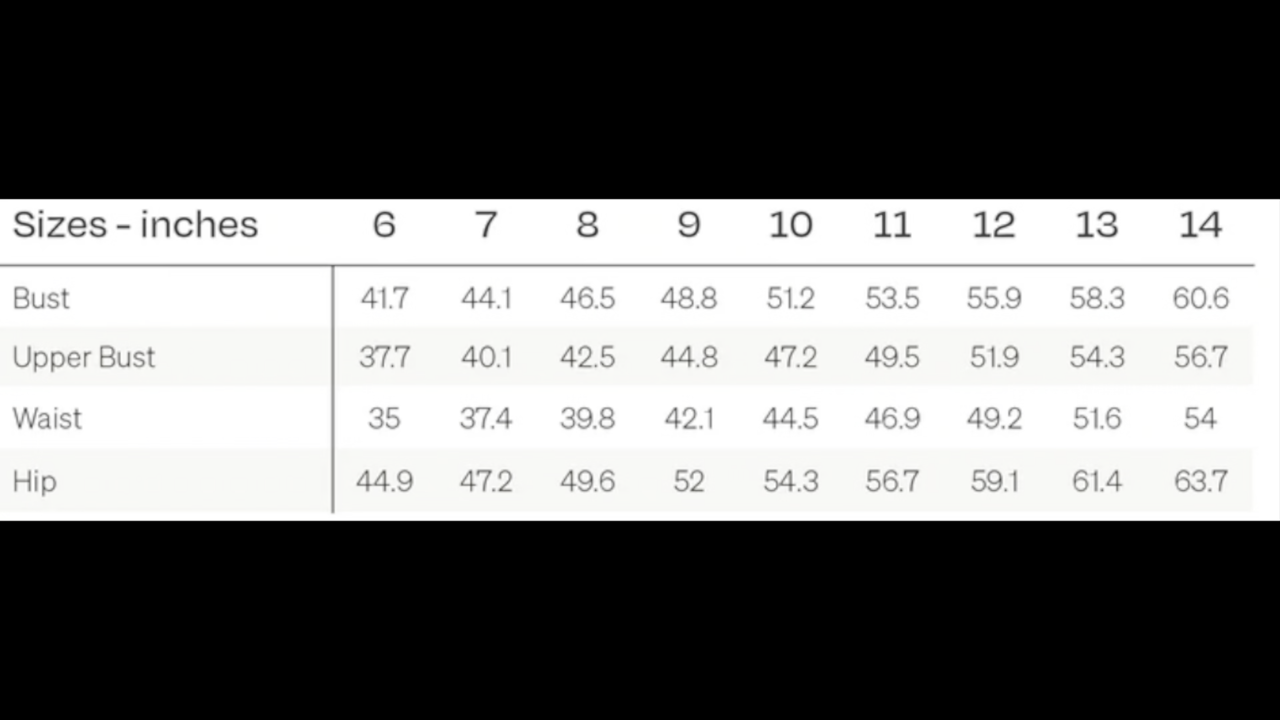 Sizes - inches 6 7 8 9 10 11 12 13 14
Bust 41.7 44.1 46.5 48.8 51.2 53.5 55.9 58.3 60.6
Upper Bust 37.7 40.1 42.5 44.8 47.2 49.5 51.9 54.3 56.7
Waist 35 37.4 39.8 42.1 44.5 46.9 49.2 51.6 54
Hip 44.9 47.2 49.6 52 54.3 56.7 59.1 61.4 63.7